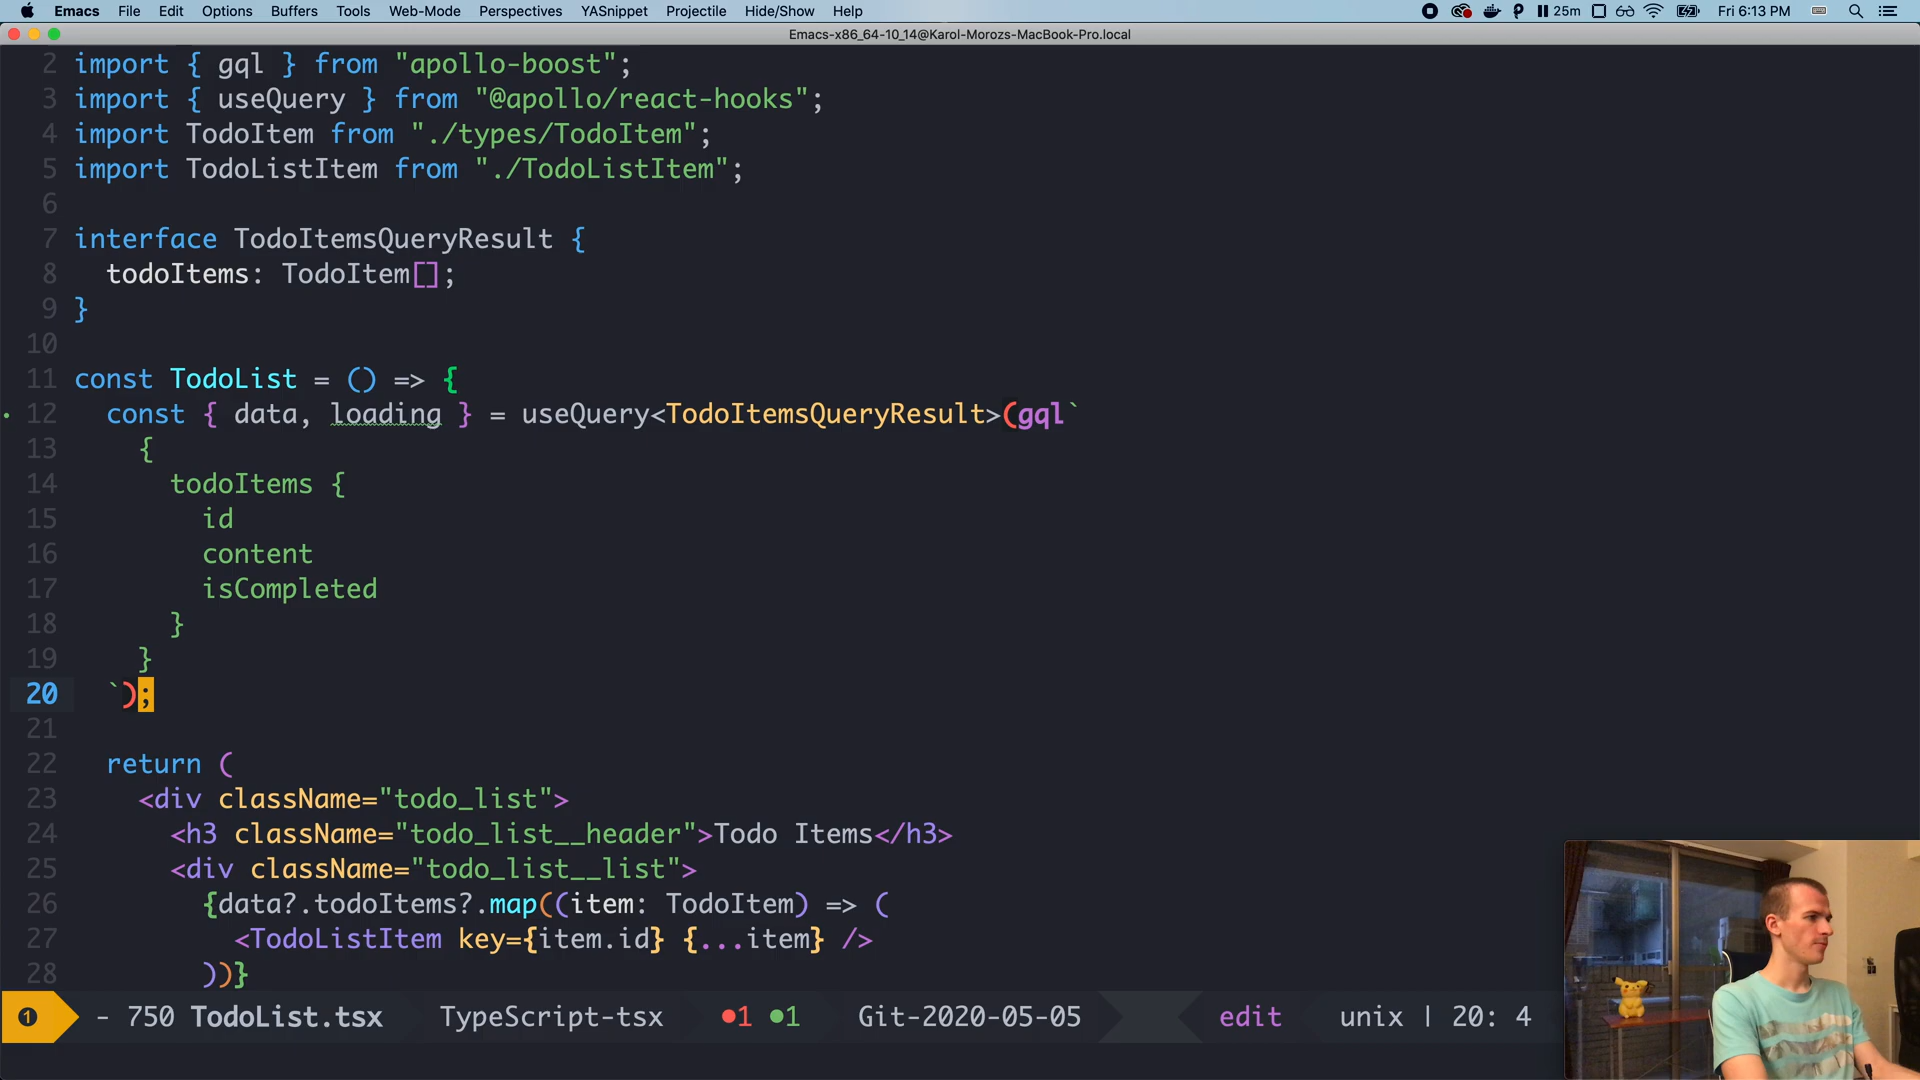 Emacs File Edit Options Buffers Tools Web-Mode Perspectives YASnippet Projectile Hide/Show Help 25m Fri 6:13 PM
Emacs-x86_64-10_14@Karol-Morozs-MacBook-Pro.local
2 import { gql } from "apollo-boost";
3 import { useQuery } from "@apollo/react-hooks";
4 import TodoItem from "./types/TodoItem";
5 import TodoListItem from "./TodoListItem";
6
7 interface TodoItemsQueryResult {
8 todoItems: TodoItem[];
9 }
10
11 const TodoList = () => {
12 const { data, loading } = useQuery<TodoItemsQueryResult>(gql`
13 {
14 todoItems {
15 id
16 content
17 isCompleted
18 }
19 }
20 `);
21
22 return (
23 <div className="todo_list">
24 <h3 className="todo_list__header">Todo Items</h3>
25 <div className="todo_list__list">
26 {data?.todoItems?.map((item: TodoItem) => (
27 <TodoListItem key={item.id} {...item} />
28 ))}
1 - 750 TodoList.tsx TypeScript-tsx •1 •1 Git-2020-05-05 edit unix | 20: 4